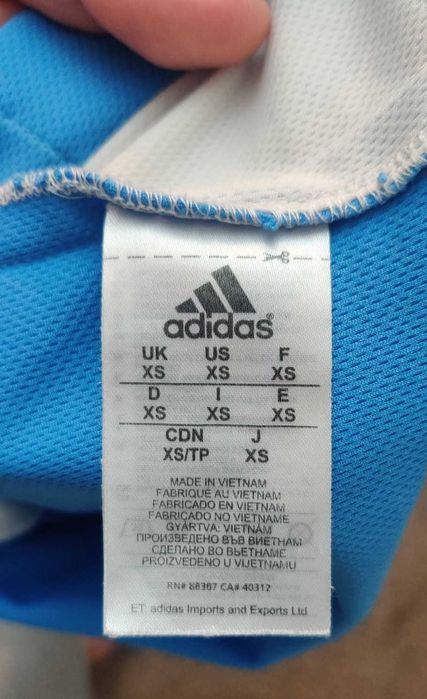 adidas®
UK US F
XS XS XS
D I E
XS XS XS
CDN J
XS/TP XS
MADE IN VIETNAM
FABRIQUÉ AU VIETNAM
FABRICADO EN VIETNAM
FABRICADO NO VIETNAME
GYÁRTVA: VIETNÁM
ПРОИЗВЕДЕНО ВЪВ ВИЕТНАМ
СДЕЛАНО ВО ВЬЕТНАМЕ
PROIZVEDENO U VIJETNAMU
RN# 88387 CA# 40312
ET. adidas Imports and Exports Ltd